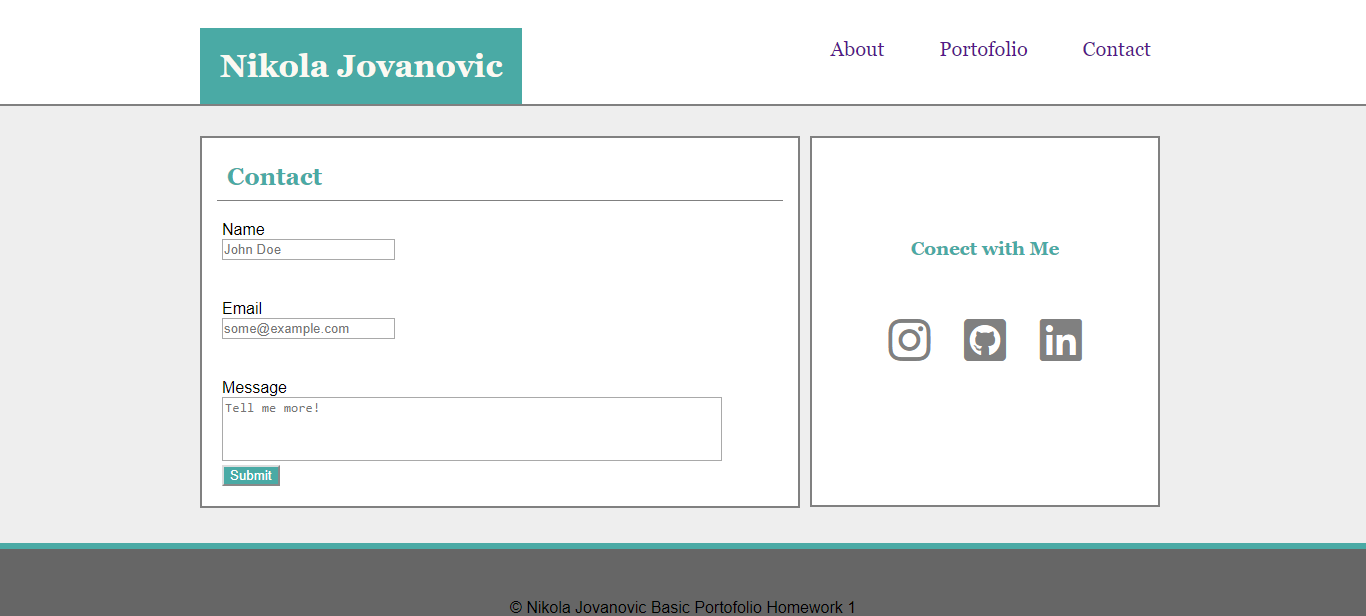 Nikola Jovanovic
About Portofolio Contact
Contact
Name
John Doe
Email
some@example.com
Message
Tell me more!
Submit
Conect with Me
in
© Nikola Jovanovic Basic Portofolio Homework 1